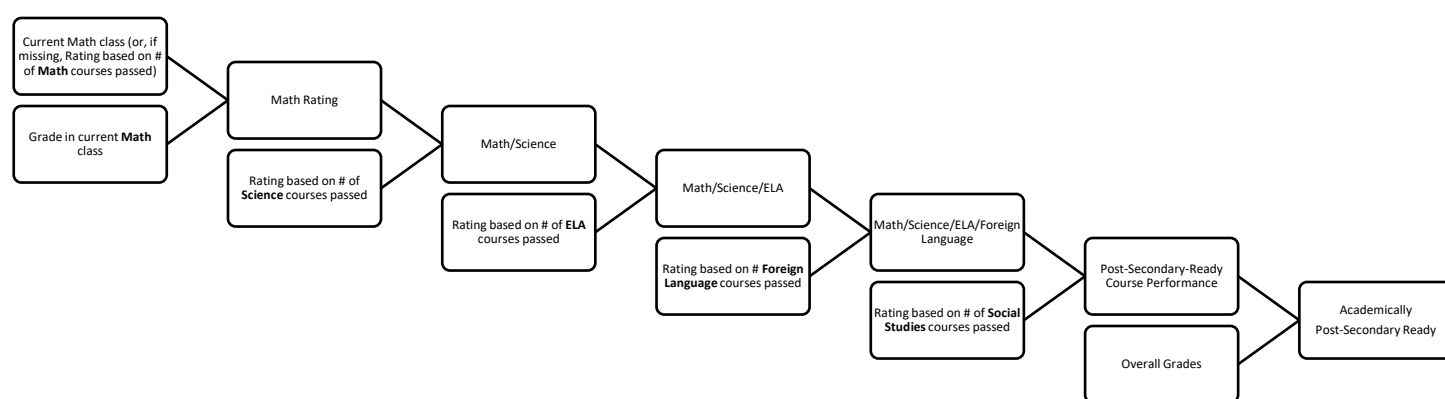 Current Math class (or, if
missing, Rating based on #
of Math courses passed)
Grade in current Math
class
Math Rating
Rating based on # of
Science courses passed
Math/Science
Rating based on # of ELA
courses passed
Math/Science/ELA
Rating based on # Foreign
Language courses passed
Math/Science/ELA/Foreign
Language
Rating based on # of Social
Studies courses passed
Post-Secondary-Ready
Course Performance
Overall Grades
Academically
Post-Secondary Ready